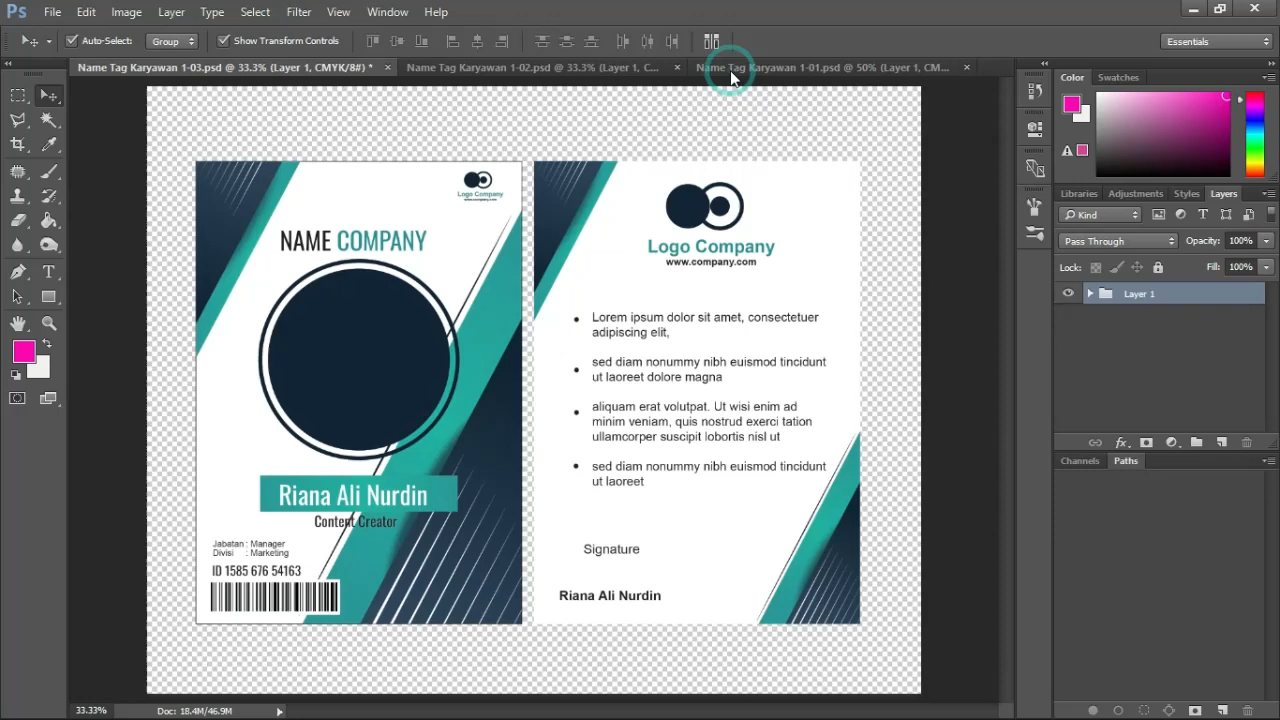 Ps File Edit Image Layer Type Select Filter View Window Help
Auto-Select: Group Show Transform Controls Essentials
Name Tag Karyawan 1-03.psd @ 33.3% (Layer 1, CMYK/8#) * × Name Tag Karyawan 1-02.psd @ 33.3% (Layer 1, C... × Name Tag Karyawan 1-01.psd @ 50% (Layer 1, CM... ×
Logo Company
www.company.com
NAME COMPANY
Riana Ali Nurdin
Content Creator
Jabatan : Manager
Divisi : Marketing
ID 1585 676 54163
Logo Company
www.company.com
• Lorem ipsum dolor sit amet, consectetuer
adipiscing elit,
• sed diam nonummy nibh euismod tincidunt
ut laoreet dolore magna
• aliquam erat volutpat. Ut wisi enim ad
minim veniam, quis nostrud exerci tation
ullamcorper suscipit lobortis nisl ut
• sed diam nonummy nibh euismod tincidunt
ut laoreet
Signature
Riana Ali Nurdin
Color Swatches
Libraries Adjustments Styles Layers
Kind
Pass Through Opacity: 100%
Lock: Fill: 100%
Layer 1
fx
Channels Paths
33.33% Doc: 18.4M/46.9M